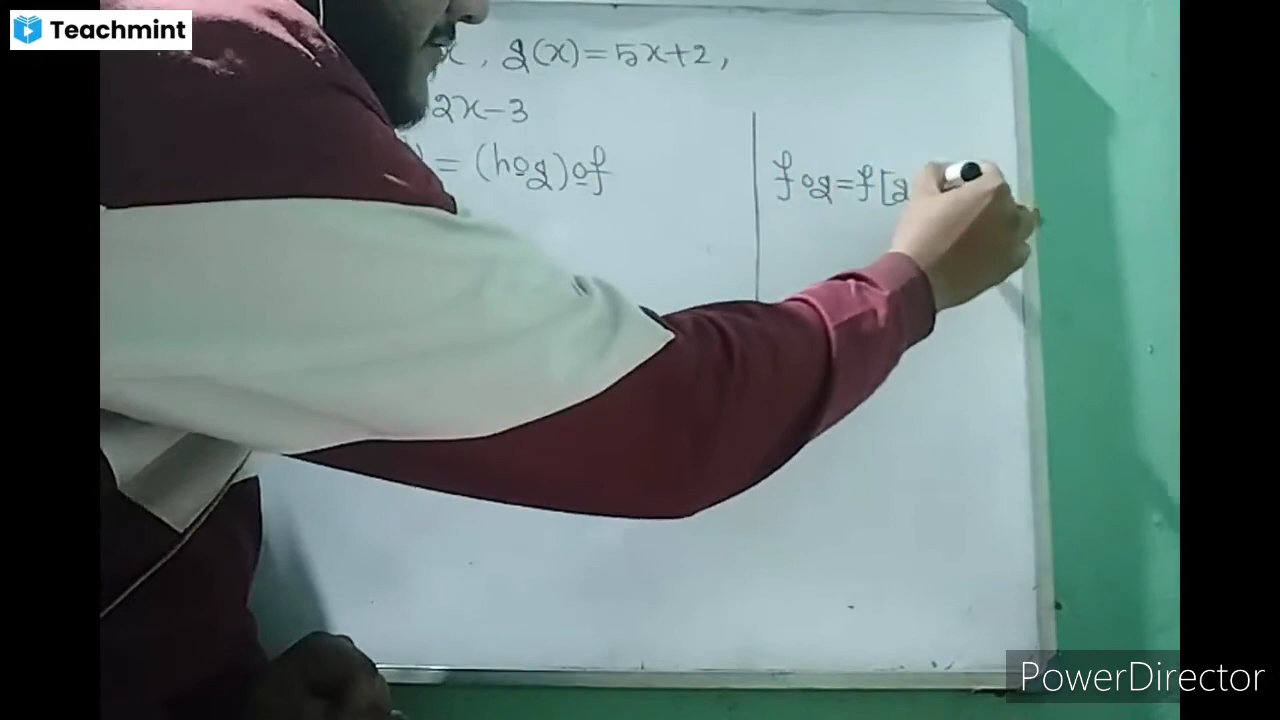 Teachmint
x, g(x)=5x+2,
2x-3
= (hog)of
fog=f[g
PowerDirector